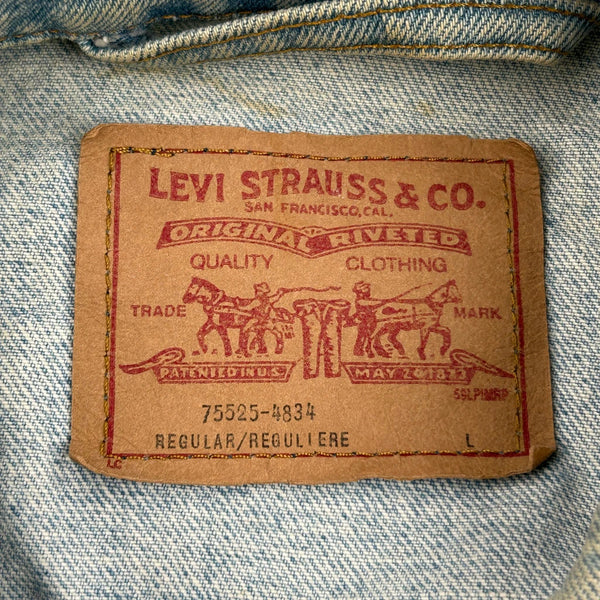 LEVI STRAUSS & CO.
SAN FRANCISCO, CAL.
ORIGINAL RIVETED
QUALITY CLOTHING
TRADE MARK
PATENTED IN U.S. MAY 20 1873
75525-4834
REGULAR/REGULIERE L
LC